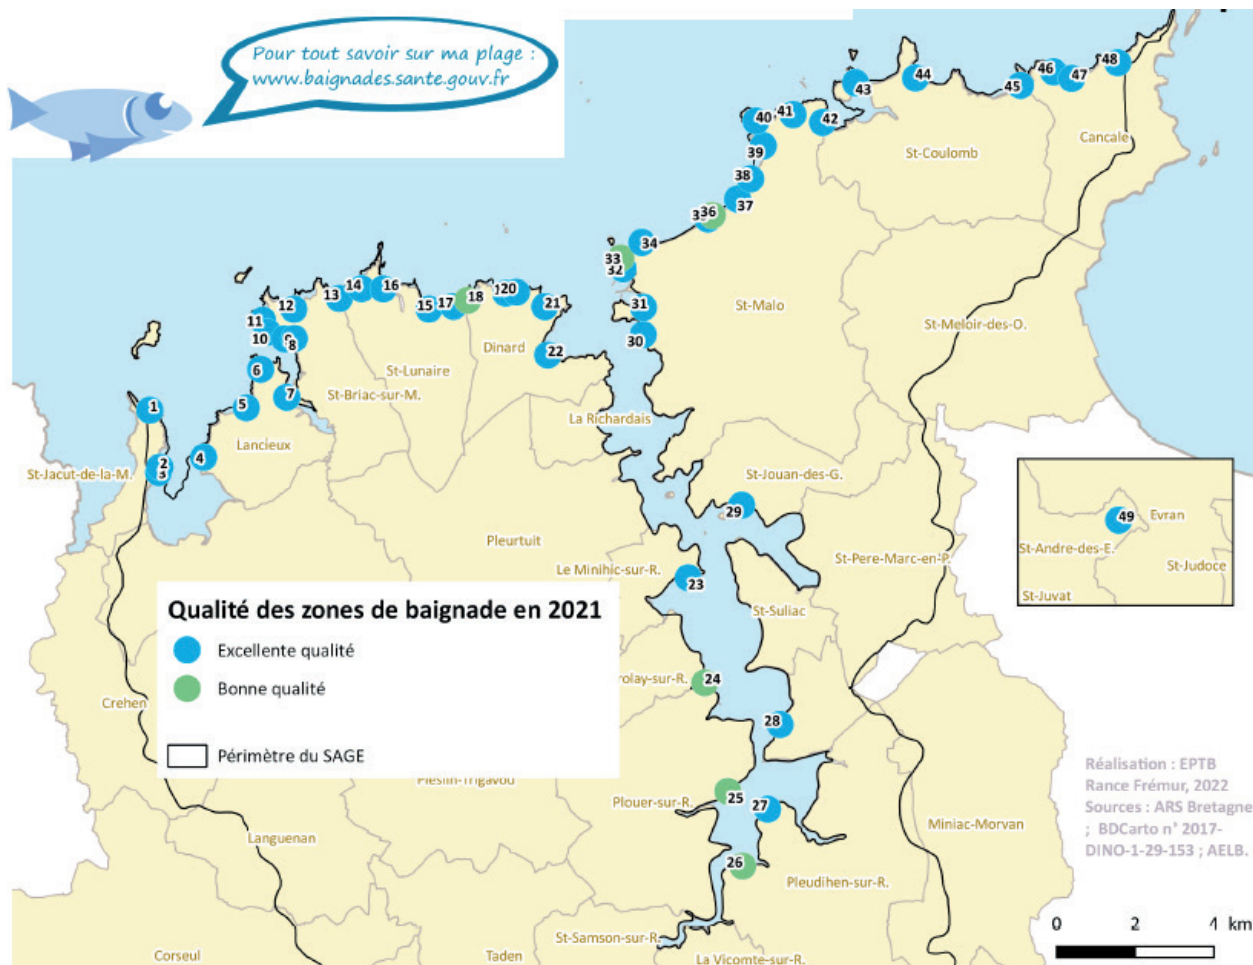 Pour tout savoir sur ma plage :
www.baignades.sante.gouv.fr
48
46
47
44
45
43
40
41
42
Cancale
39
St-Coulomb
38
37
36
34
33
32
14
16
13
12
15
17
18
20
21
31
11
St-Malo
St-Meloir-des-O.
10
9
8
30
Dinard
22
6
St-Lunaire
7
St-Briac-sur-M.
5
1
La Richardais
Lancieux
4
2
3
St-Jacut-de-la-M.
St-Jouan-des-G.
29
49
Evran
St-Andre-des-E.
St-Judoce
St-Juvat
Pleurtuit
Le Minihic-sur-R.
St-Pere-Marc-en-P.
23
St-Suliac
Qualité des zones de baignade en 2021
Excellente qualité
Bonne qualité
Périmètre du SAGE
rolay-sur-R.
24
Crehen
28
Pleslin-Trigavou
Plouer-sur-R.
25
27
Miniac-Morvan
Languenan
26
Pleudihen-sur-R.
Réalisation : EPTB
Rance Frémur, 2022
Sources : ARS Bretagne
; BDCarto n° 2017-
DINO-1-29-153 ; AELB.
0 2 4 km
St-Samson-sur-R.
Corseul
Taden
La Vicomte-sur-R.